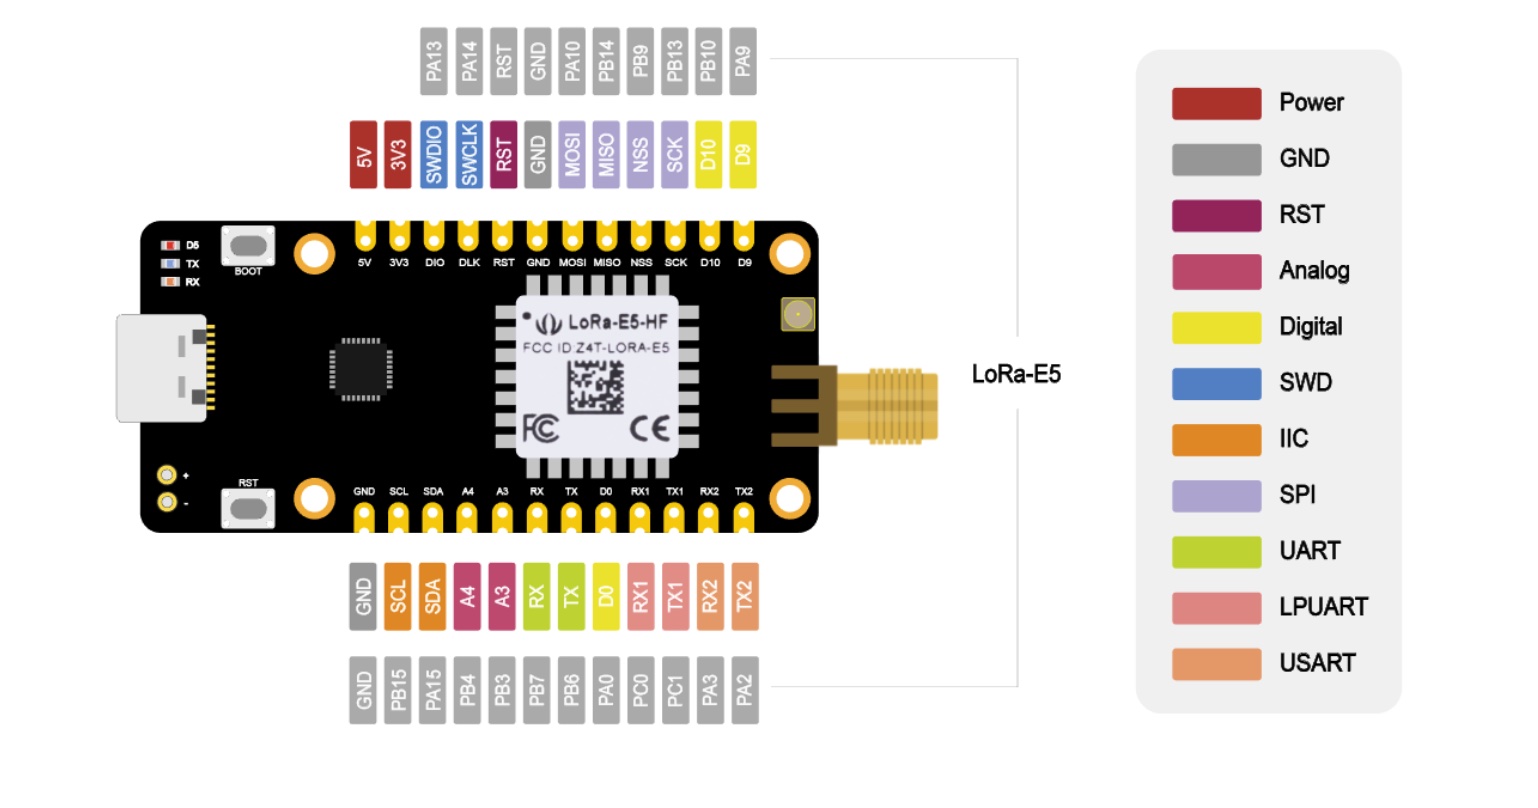 PA13 PA14 RST GND PA10 PB14 PB9 PB13 PB10 PA9
5V 3V3 SWDIO SWCLK RST GND MOSI MISO NSS SCK D10 D9
D5
TX
RX
BOOT
5V 3V3 DIO DLK RST GND MOSI MISO NSS SCK D10 D9
LoRa-E5-HF
FCC ID:Z4T-LORA-E5
FC CE
+
-
RST
GND SCL SDA A4 A3 RX TX D0 RX1 TX1 RX2 TX2
GND SCL SDA A4 A3 RX TX D0 RX1 TX1 RX2 TX2
GND PB15 PA15 PB4 PB3 PB7 PB6 PA0 PC0 PC1 PA3 PA2
LoRa-E5
Power
GND
RST
Analog
Digital
SWD
IIC
SPI
UART
LPUART
USART